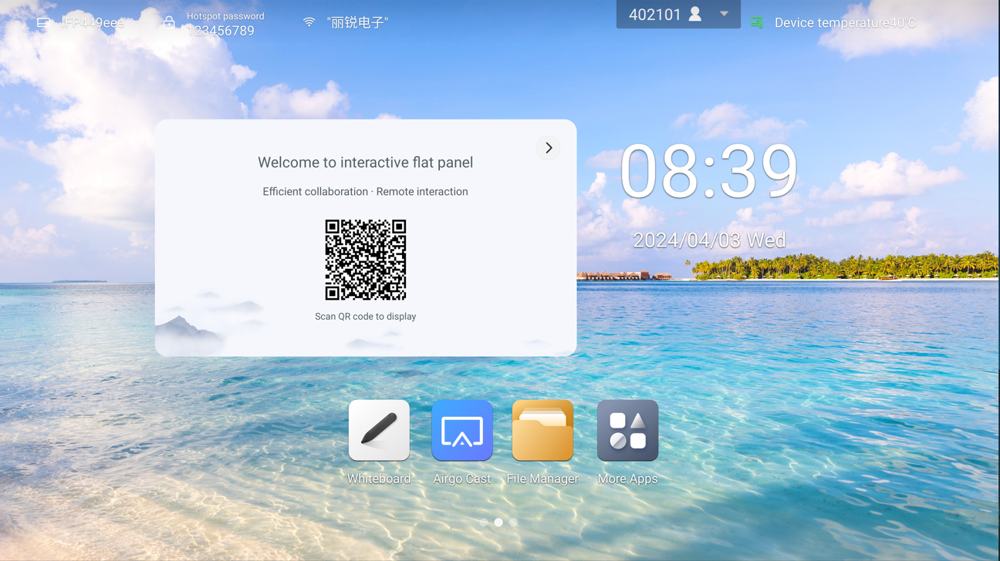 IFP449eee
Hotspot password
123456789
"丽锐电子"
402101
Device temperature40℃
Welcome to interactive flat panel
Efficient collaboration · Remote interaction
Scan QR code to display
08:39
2024/04/03 Wed
Whiteboard
Airgo Cast
File Manager
More Apps